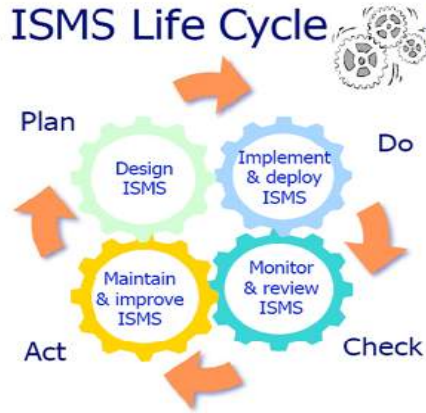 ISMS Life Cycle
Plan
Do
Design
ISMS
Implement
& deploy
ISMS
Maintain
& improve
ISMS
Monitor
& review
ISMS
Act
Check